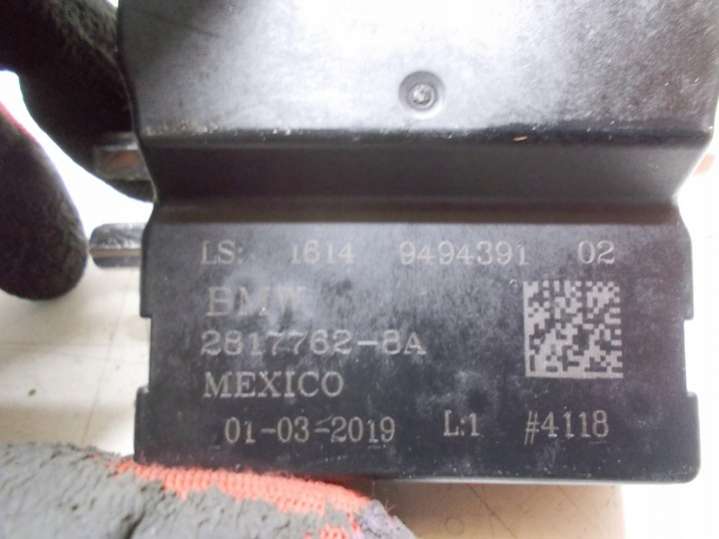 LS: 1614 9494391 02
BMW
2817762-8A
MEXICO
01-03-2019 L:1 #4118